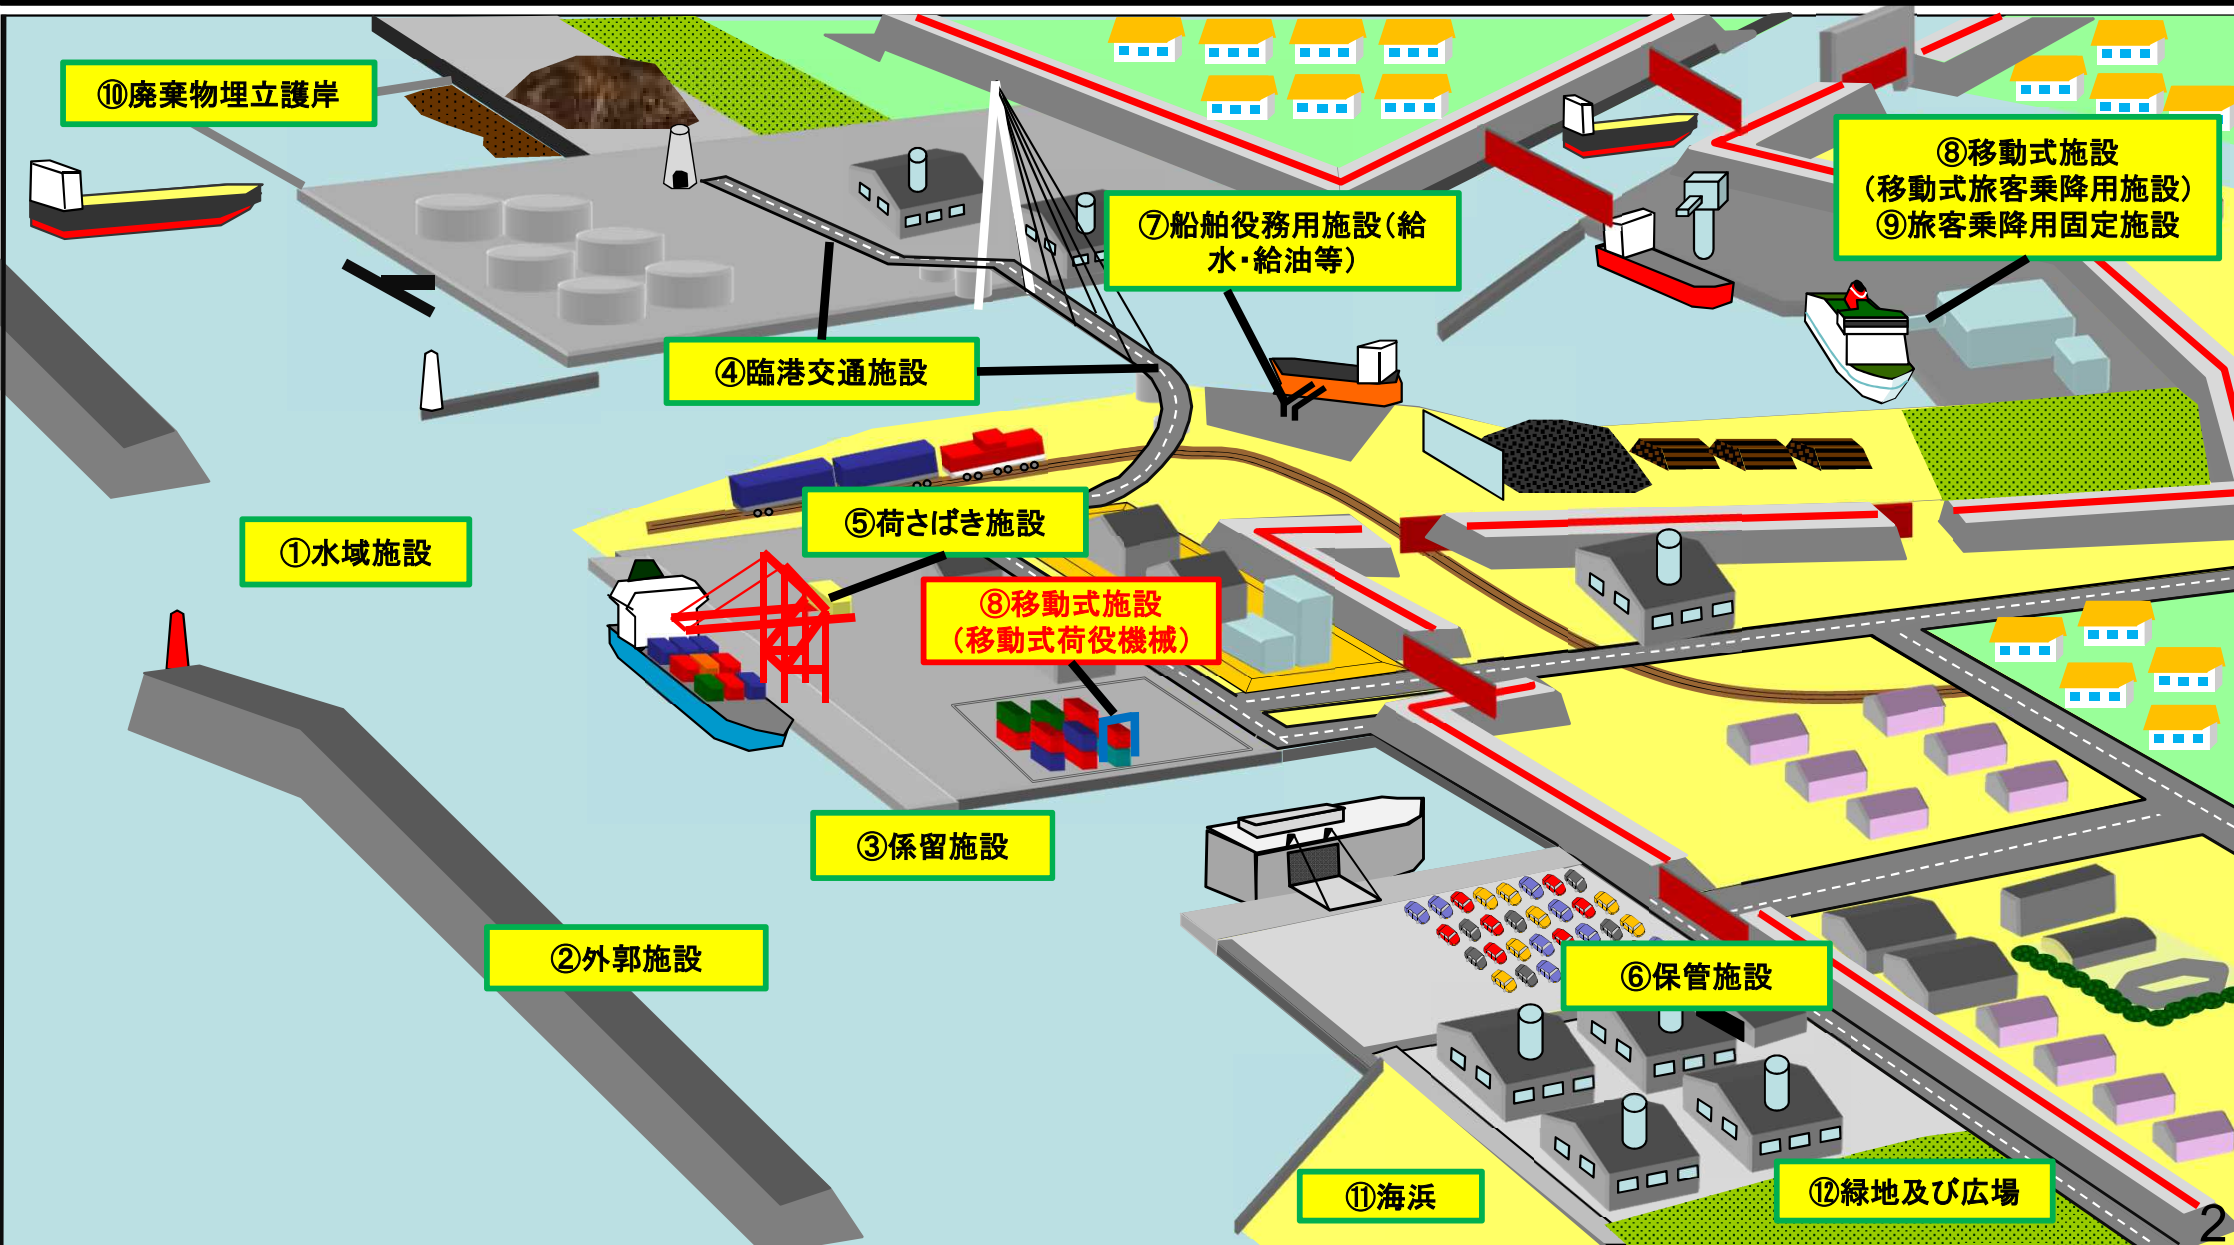 ⑩廃棄物埋立護岸
⑧移動式施設
（移動式旅客乗降用施設）
⑨旅客乗降用固定施設
⑦船舶役務用施設（給
水・給油等）
④臨港交通施設
⑤荷さばき施設
①水域施設
⑧移動式施設
（移動式荷役機械）
③係留施設
②外郭施設
⑥保管施設
⑪海浜
⑫緑地及び広場
2